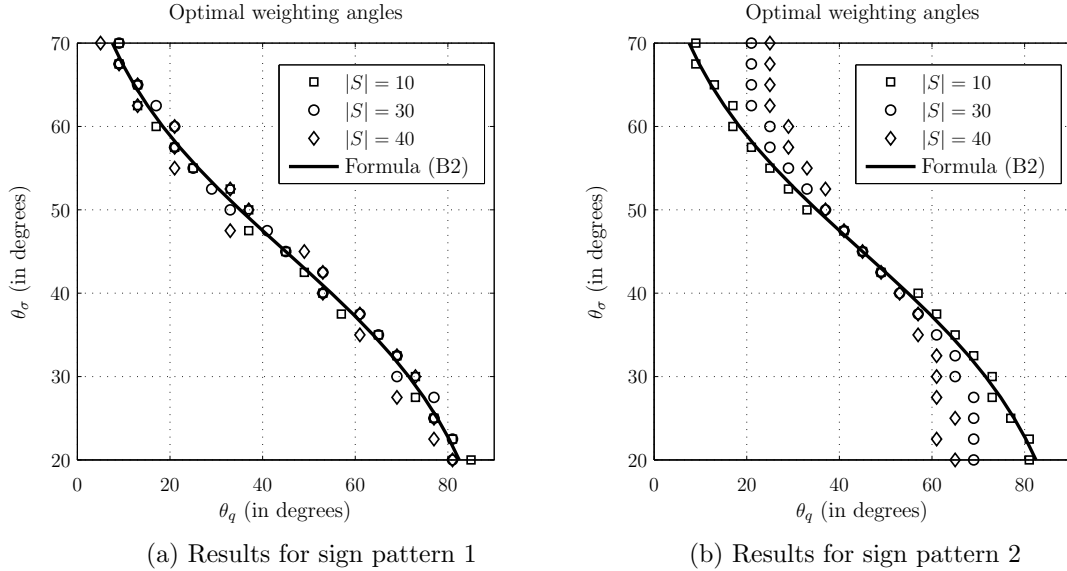 Optimal weighting angles
70
60
50
40
30
20
θσ (in degrees)
0 20 40 60 80
θq (in degrees)
|S| = 10
|S| = 30
|S| = 40
Formula (B2)
(a) Results for sign pattern 1
Optimal weighting angles
70
60
50
40
30
20
θσ (in degrees)
0 20 40 60 80
θq (in degrees)
|S| = 10
|S| = 30
|S| = 40
Formula (B2)
(b) Results for sign pattern 2